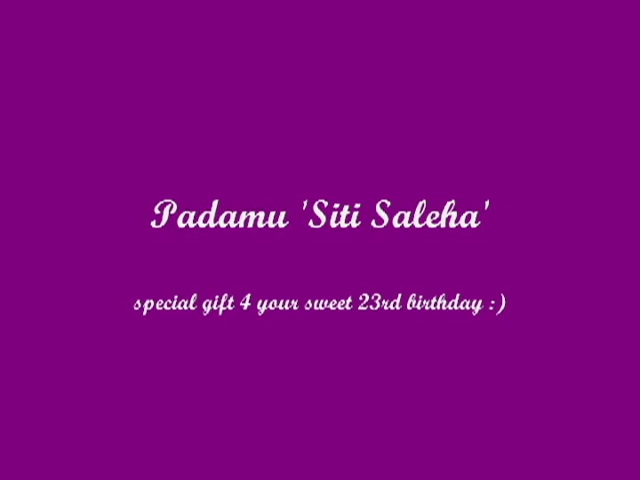 Padamu 'Siti Saleha'
special gift 4 your sweet 23rd birthday :)